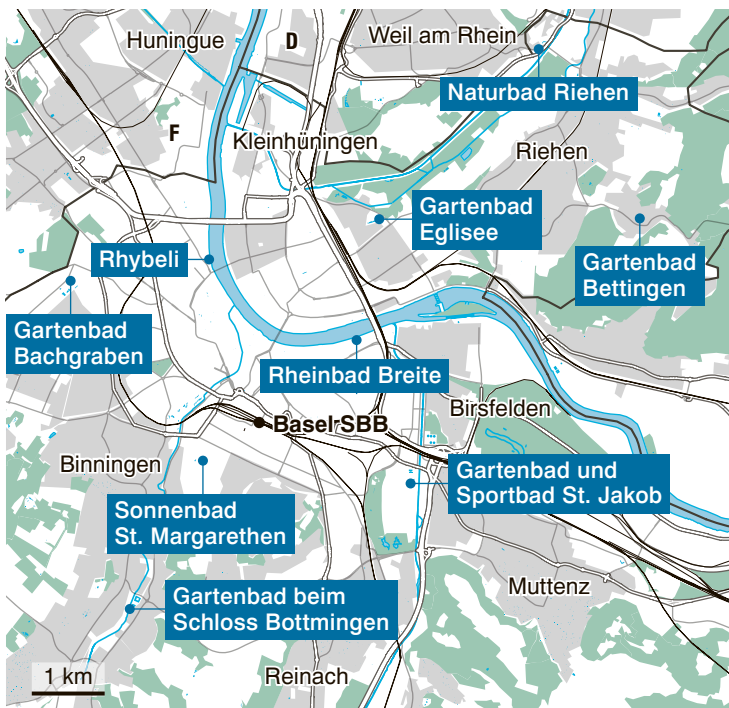 Huningue
D
Weil am Rhein
Naturbad Riehen
F
Kleinhüningen
Riehen
Gartenbad
Eglisee
Rhybeli
Gartenbad
Bettingen
Gartenbad
Bachgraben
Rheinbad Breite
Birsfelden
Basel SBB
Binningen
Gartenbad und
Sportbad St. Jakob
Sonnenbad
St. Margarethen
Muttenz
Gartenbad beim
Schloss Bottmingen
1 km
Reinach